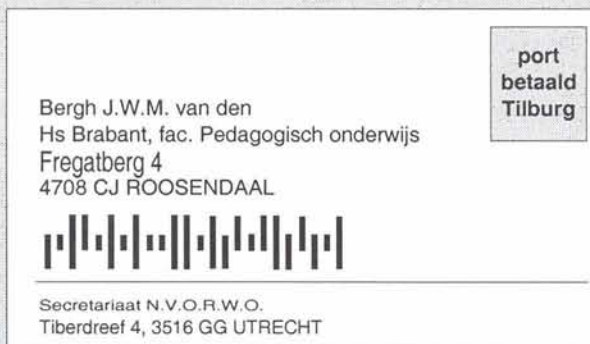 port
betaald
Tilburg
Bergh J.W.M. van den
Hs Brabant, fac. Pedagogisch onderwijs
Fregatberg 4
4708 CJ ROOSENDAAL
Secretariaat N.V.O.R.W.O.
Tiberdreef 4, 3516 GG UTRECHT